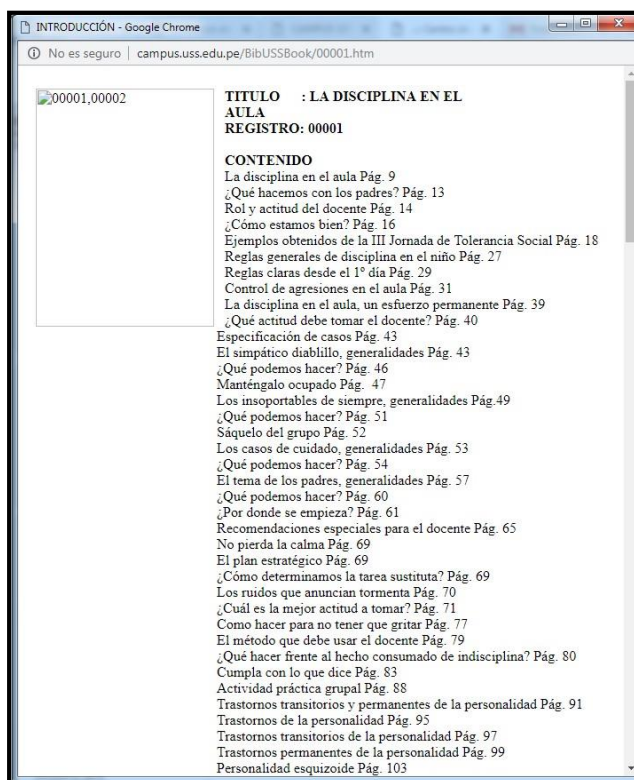 INTRODUCCIÓN - Google Chrome
No es seguro | campus.uss.edu.pe/BibUSSBook/00001.htm
00001,00002
TITULO : LA DISCIPLINA EN EL
AULA
REGISTRO: 00001
CONTENIDO
La disciplina en el aula Pág. 9
¿Qué hacemos con los padres? Pág. 13
Rol y actitud del docente Pág. 14
¿Cómo estamos bien? Pág. 16
Ejemplos obtenidos de la III Jornada de Tolerancia Social Pág. 18
Reglas generales de disciplina en el niño Pág. 27
Reglas claras desde el 1º día Pág. 29
Control de agresiones en el aula Pág. 31
La disciplina en el aula, un esfuerzo permanente Pág. 39
¿Qué actitud debe tomar el docente? Pág. 40
Especificación de casos Pág. 43
El simpático diablillo, generalidades Pág. 43
¿Qué podemos hacer? Pág. 46
Manténgalo ocupado Pág. 47
Los insoportables de siempre, generalidades Pág.49
¿Qué podemos hacer? Pág. 51
Sáquelo del grupo Pág. 52
Los casos de cuidado, generalidades Pág. 53
¿Qué podemos hacer? Pág. 54
El tema de los padres, generalidades Pág. 57
¿Qué podemos hacer? Pág. 60
¿Por donde se empieza? Pág. 61
Recomendaciones especiales para el docente Pág. 65
No pierda la calma Pág. 69
El plan estratégico Pág. 69
¿Cómo determinamos la tarea sustituta? Pág. 69
Los ruidos que anuncian tormenta Pág. 70
¿Cuál es la mejor actitud a tomar? Pág. 71
Como hacer para no tener que gritar Pág. 77
El método que debe usar el docente Pág. 79
¿Qué hacer frente al hecho consumado de indisciplina? Pág. 80
Cumpla con lo que dice Pág. 83
Actividad práctica grupal Pág. 88
Trastornos transitorios y permanentes de la personalidad Pág. 91
Trastornos de la personalidad Pág. 95
Trastornos transitorios de la personalidad Pág. 97
Trastornos permanentes de la personalidad Pág. 99
Personalidad esquizoide Pág. 103